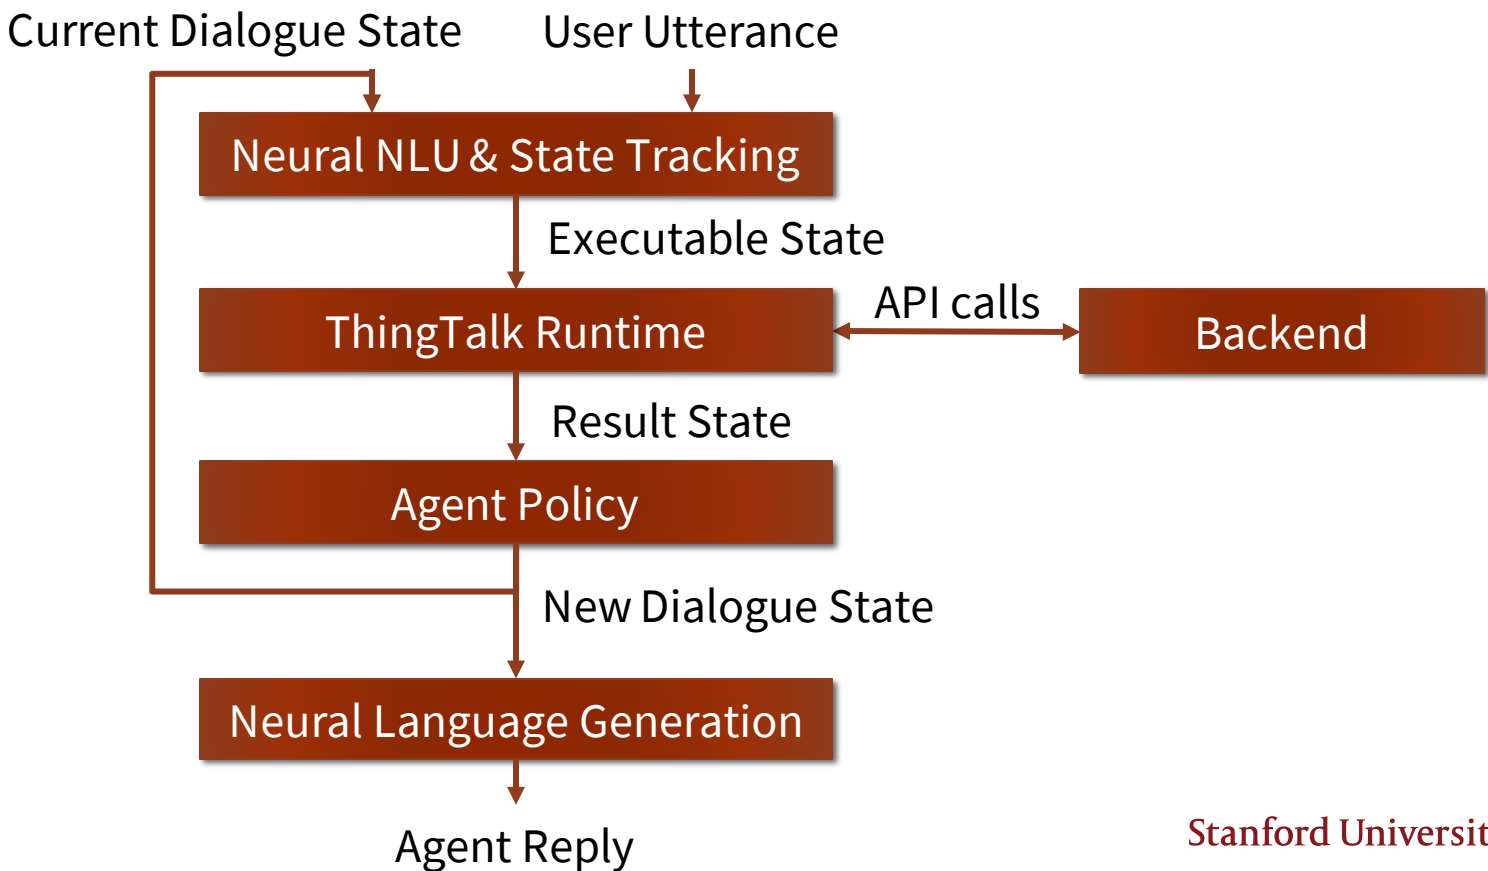 Current Dialogue State
User Utterance
Neural NLU & State Tracking
Executable State
ThingTalk Runtime
API calls
Backend
Result State
Agent Policy
New Dialogue State
Neural Language Generation
Agent Reply
Stanford Universit